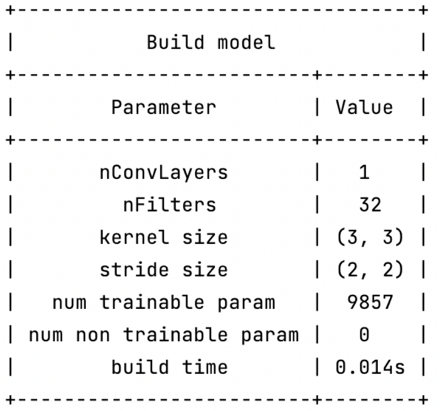 +-----------------------------------+
|            Build model            |
+--------------------------+--------+
|        Parameter         | Value  |
+--------------------------+--------+
|       nConvLayers        |   1    |
|         nFilters         |   32   |
|       kernel size        | (3, 3) |
|       stride size        | (2, 2) |
|   num trainable param    |  9857  |
| num non trainable param  |   0    |
|        build time        | 0.014s |
+--------------------------+--------+